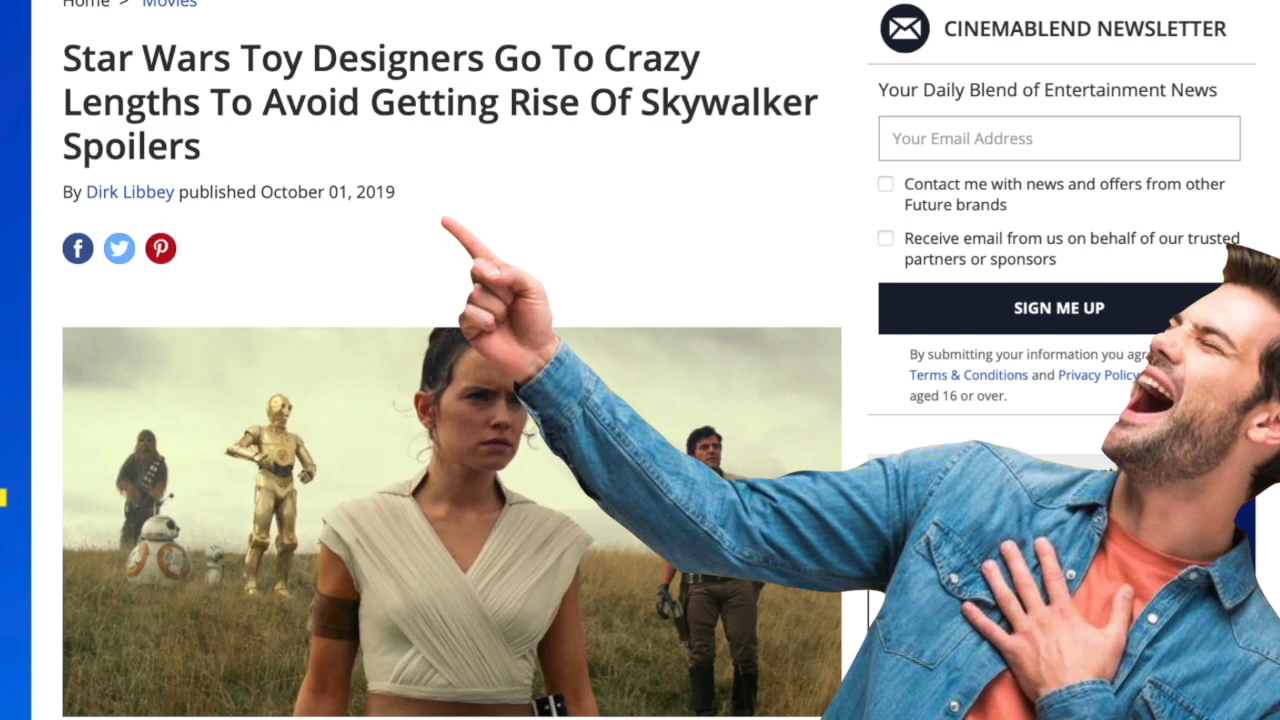 Home > Movies
Star Wars Toy Designers Go To Crazy
Lengths To Avoid Getting Rise Of Skywalker
Spoilers
By Dirk Libbey published October 01, 2019
CINEMABLEND NEWSLETTER
Your Daily Blend of Entertainment News
Your Email Address
Contact me with news and offers from other
Future brands
Receive email from us on behalf of our trusted
partners or sponsors
SIGN ME UP
By submitting your information you
Terms & Conditions and Privacy Policy
aged 16 or over.